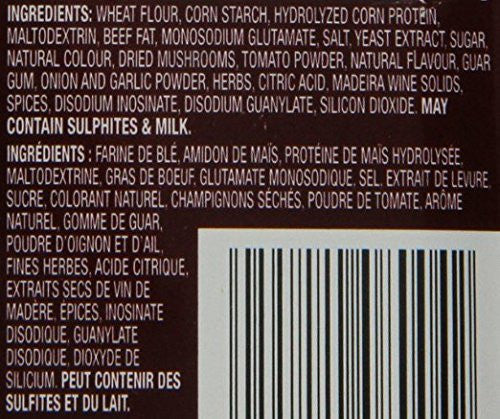 INGREDIENTS: WHEAT FLOUR, CORN STARCH, HYDROLYZED CORN PROTEIN,
MALTODEXTRIN, BEEF FAT, MONOSODIUM GLUTAMATE, SALT, YEAST EXTRACT, SUGAR,
NATURAL COLOUR, DRIED MUSHROOMS, TOMATO POWDER, NATURAL FLAVOUR, GUAR
GUM, ONION AND GARLIC POWDER, HERBS, CITRIC ACID, MADEIRA WINE SOLIDS,
SPICES, DISODIUM INOSINATE, DISODIUM GUANYLATE, SILICON DIOXIDE. MAY
CONTAIN SULPHITES & MILK.
INGRÉDIENTS : FARINE DE BLÉ, AMIDON DE MAÏS, PROTÉINE DE MAÏS HYDROLYSÉE,
MALTODEXTRINE, GRAS DE BOEUF, GLUTAMATE MONOSODIQUE, SEL, EXTRAIT DE LEVURE,
SUCRE, COLORANT NATUREL, CHAMPIGNONS SÉCHÉS, POUDRE DE TOMATE, ARÔME
NATUREL, GOMME DE GUAR,
POUDRE D'OIGNON ET D'AIL,
FINES HERBES, ACIDE CITRIQUE,
EXTRAITS SECS DE VIN DE
MADÈRE, ÉPICES, INOSINATE
DISODIQUE, GUANYLATE
DISODIQUE, DIOXYDE DE
SILICIUM. PEUT CONTENIR DES
SULFITES ET DU LAIT.